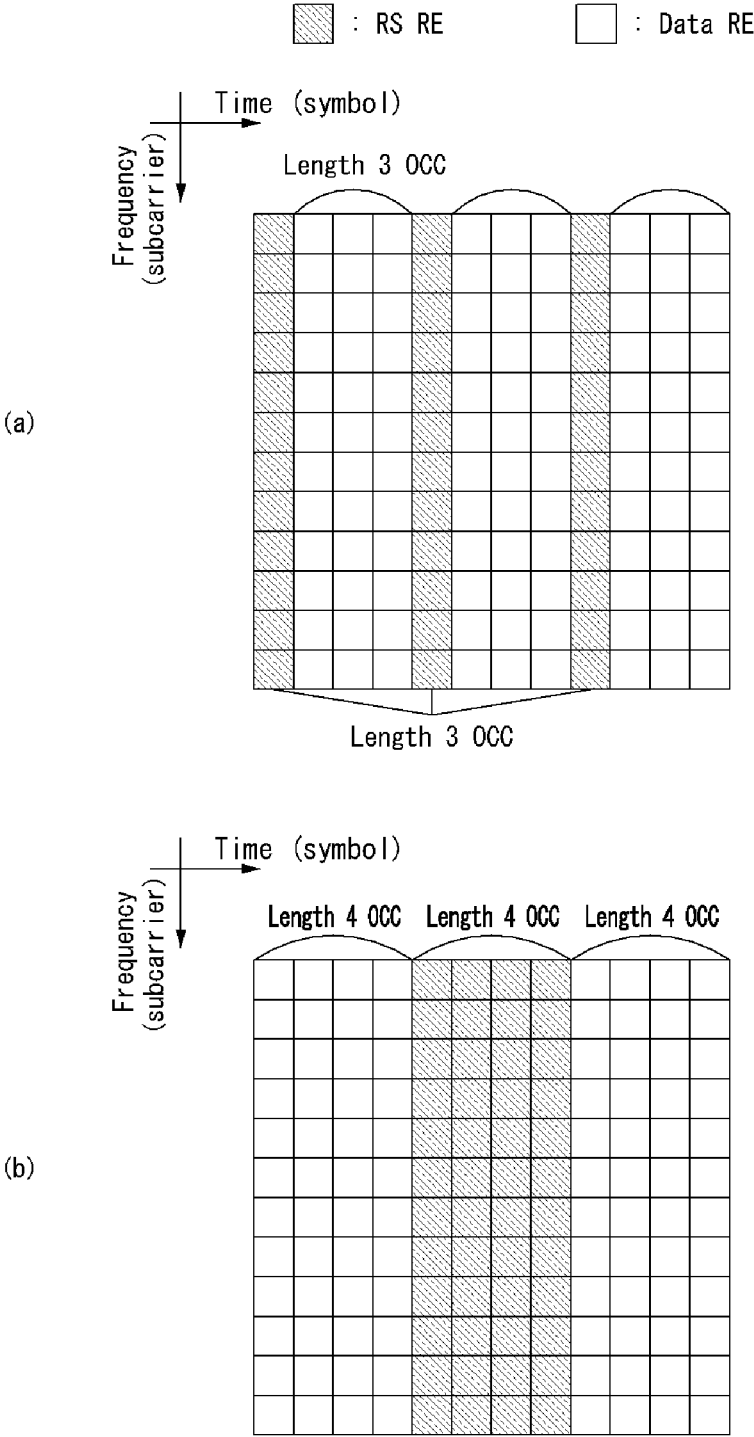 : RS RE
: Data RE
Time (symbol)
Frequency
(subcarrier)
Length 3 OCC
(a)
Length 3 OCC
Time (symbol)
Frequency
(subcarrier)
Length 4 OCC Length 4 OCC Length 4 OCC
(b)